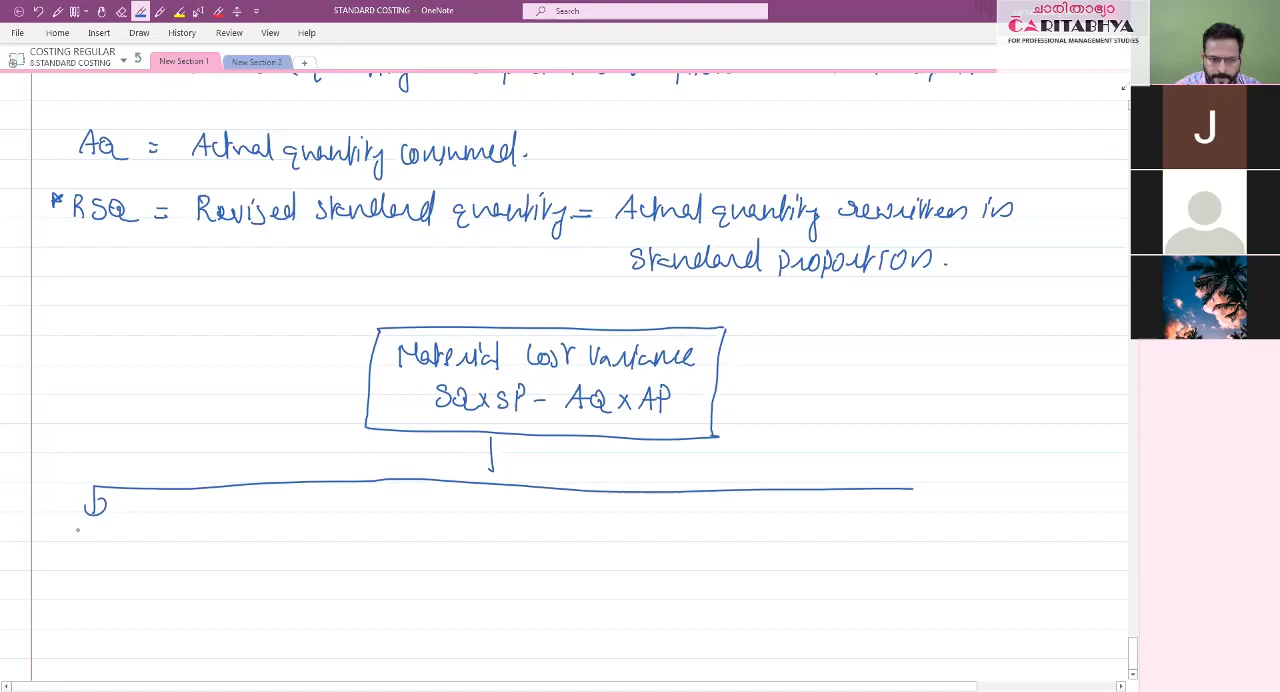 STANDARD COSTING - OneNote
Search
ചാരിതാഭ്യാ
CARITABHYA
FOR PROFESSIONAL MANAGEMENT STUDIES
File Home Insert Draw History Review View Help
COSTING REGULAR
8.STANDARD COSTING
5
New Section 1
New Section 2
+
AQ = Actual quantity consumed.
* RSQ = Revised standard quantity = Actual quantity rewritten in
standard proportion.
Material Cost Variance
SQ x SP - AQ x AP
J